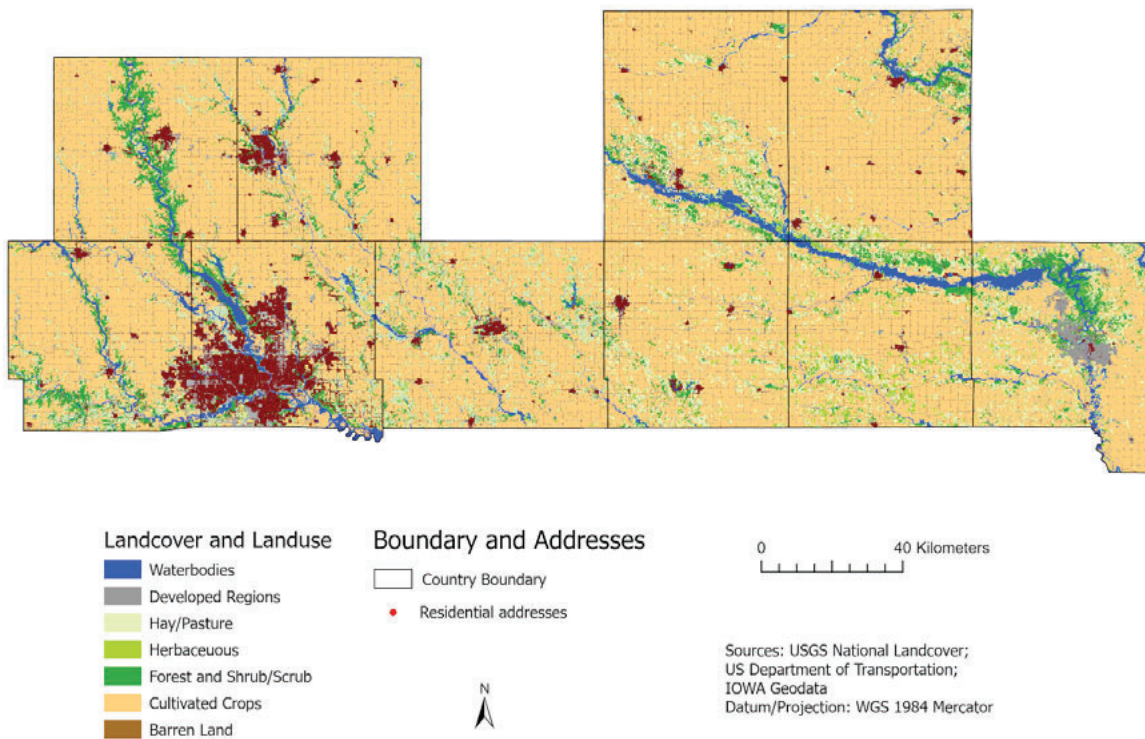 Landcover and Landuse
Waterbodies
Developed Regions
Hay/Pasture
Herbaceuous
Forest and Shrub/Scrub
Cultivated Crops
Barren Land
Boundary and Addresses
Country Boundary
Residential addresses
N
0 40 Kilometers
Sources: USGS National Landcover;
US Department of Transportation;
IOWA Geodata
Datum/Projection: WGS 1984 Mercator